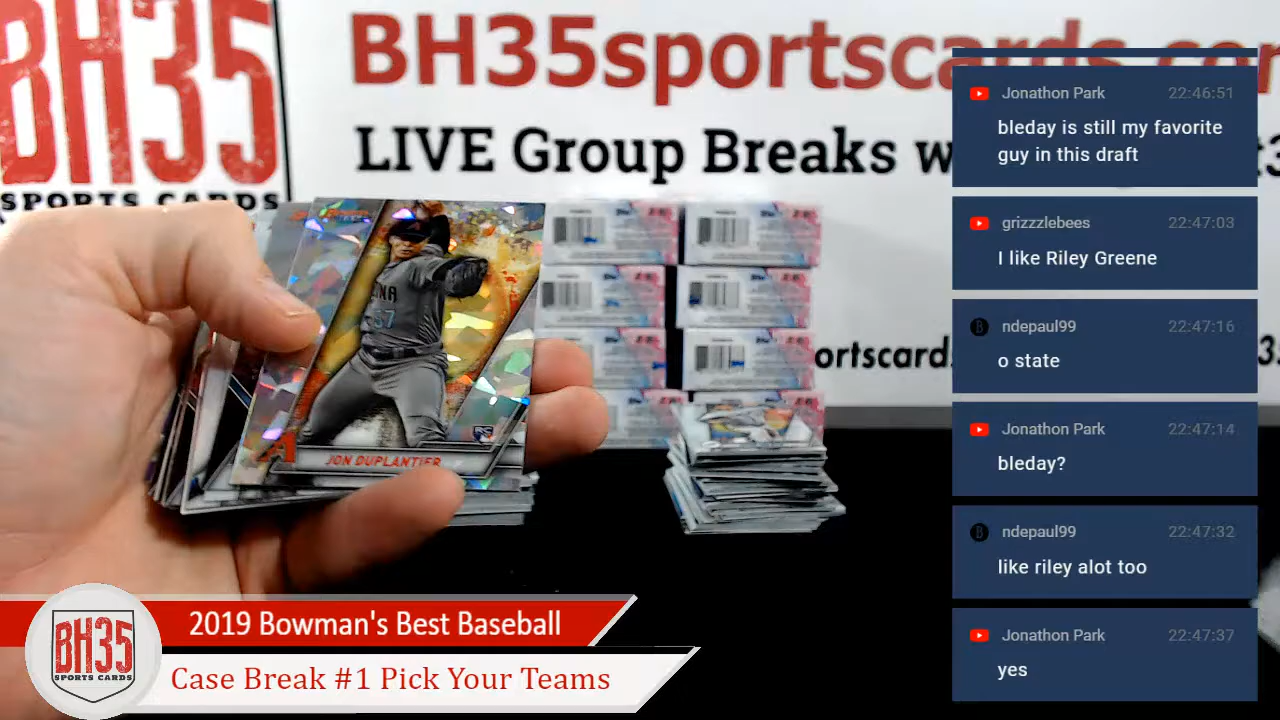 BH35
SPORTS CARDS
BH35sportscards.com
LIVE Group Breaks w
ortscard
Jonathon Park 22:46:51
bleday is still my favorite
guy in this draft
grizzzlebees 22:47:03
I like Riley Greene
ndepaul99 22:47:16
o state
Jonathon Park 22:47:14
bleday?
ndepaul99 22:47:32
like riley alot too
Jonathon Park 22:47:37
yes
57
JON DUPLANTIER
BH35
SPORTS CARDS
2019 Bowman's Best Baseball
Case Break #1 Pick Your Teams